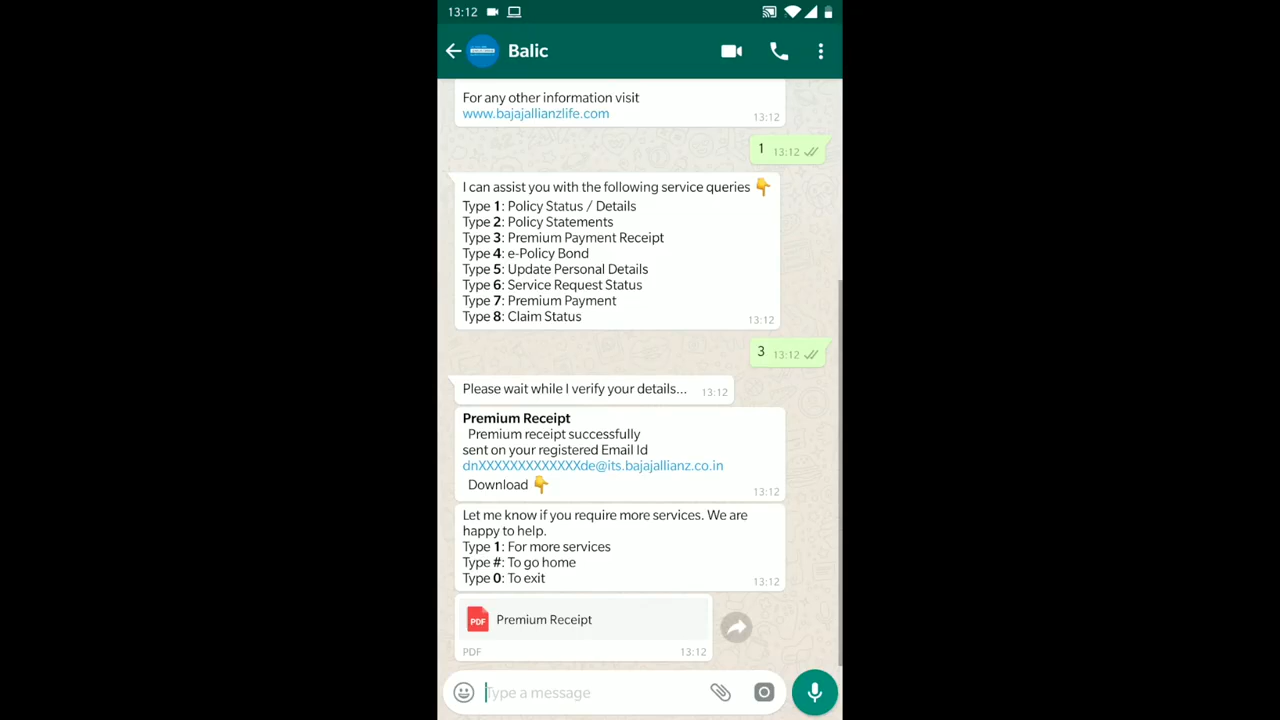 13:12
Balic
For any other information visit
www.bajajallianzlife.com
13:12
1 13:12
I can assist you with the following service queries 👇
Type 1: Policy Status / Details
Type 2: Policy Statements
Type 3: Premium Payment Receipt
Type 4: e-Policy Bond
Type 5: Update Personal Details
Type 6: Service Request Status
Type 7: Premium Payment
Type 8: Claim Status
13:12
3 13:12
Please wait while I verify your details... 13:12
Premium Receipt
Premium receipt successfully
sent on your registered Email Id
dnXXXXXXXXXXXXde@its.bajajallianz.co.in
Download 👇
13:12
Let me know if you require more services. We are
happy to help.
Type 1: For more services
Type #: To go home
Type 0: To exit
13:12
PDF Premium Receipt
PDF 13:12
Type a message